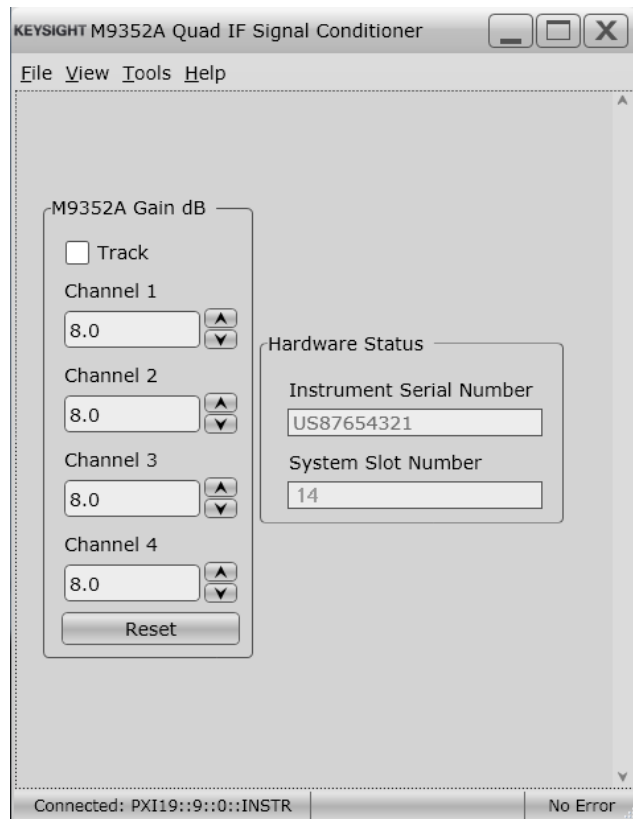 KEYSIGHT M9352A Quad IF Signal Conditioner
File View Tools Help
M9352A Gain dB
Track
Channel 1
8.0
Channel 2
8.0
Channel 3
8.0
Channel 4
8.0
Reset
Hardware Status
Instrument Serial Number
US87654321
System Slot Number
14
Connected: PXI19::9::0::INSTR
No Error